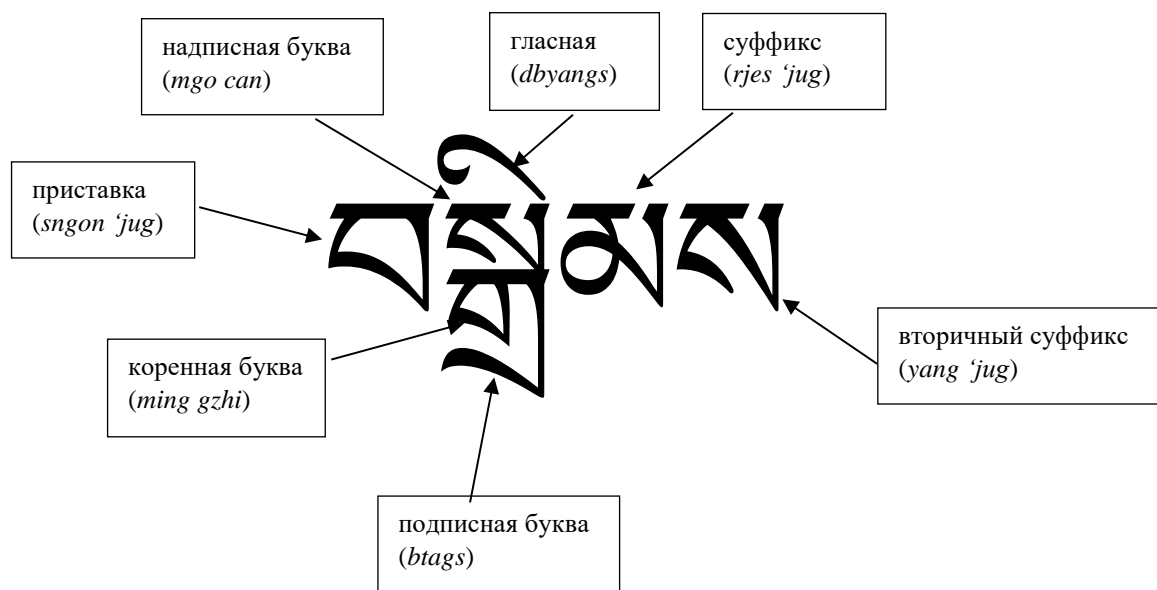 надписная буква
(mgo can)
гласная
(dbyangs)
суффикс
(rjes ‘jug)
приставка
(sngon ‘jug)
བསྒྲིམས
коренная буква
(ming gzhi)
вторичный суффикс
(yang ‘jug)
подписная буква
(btags)